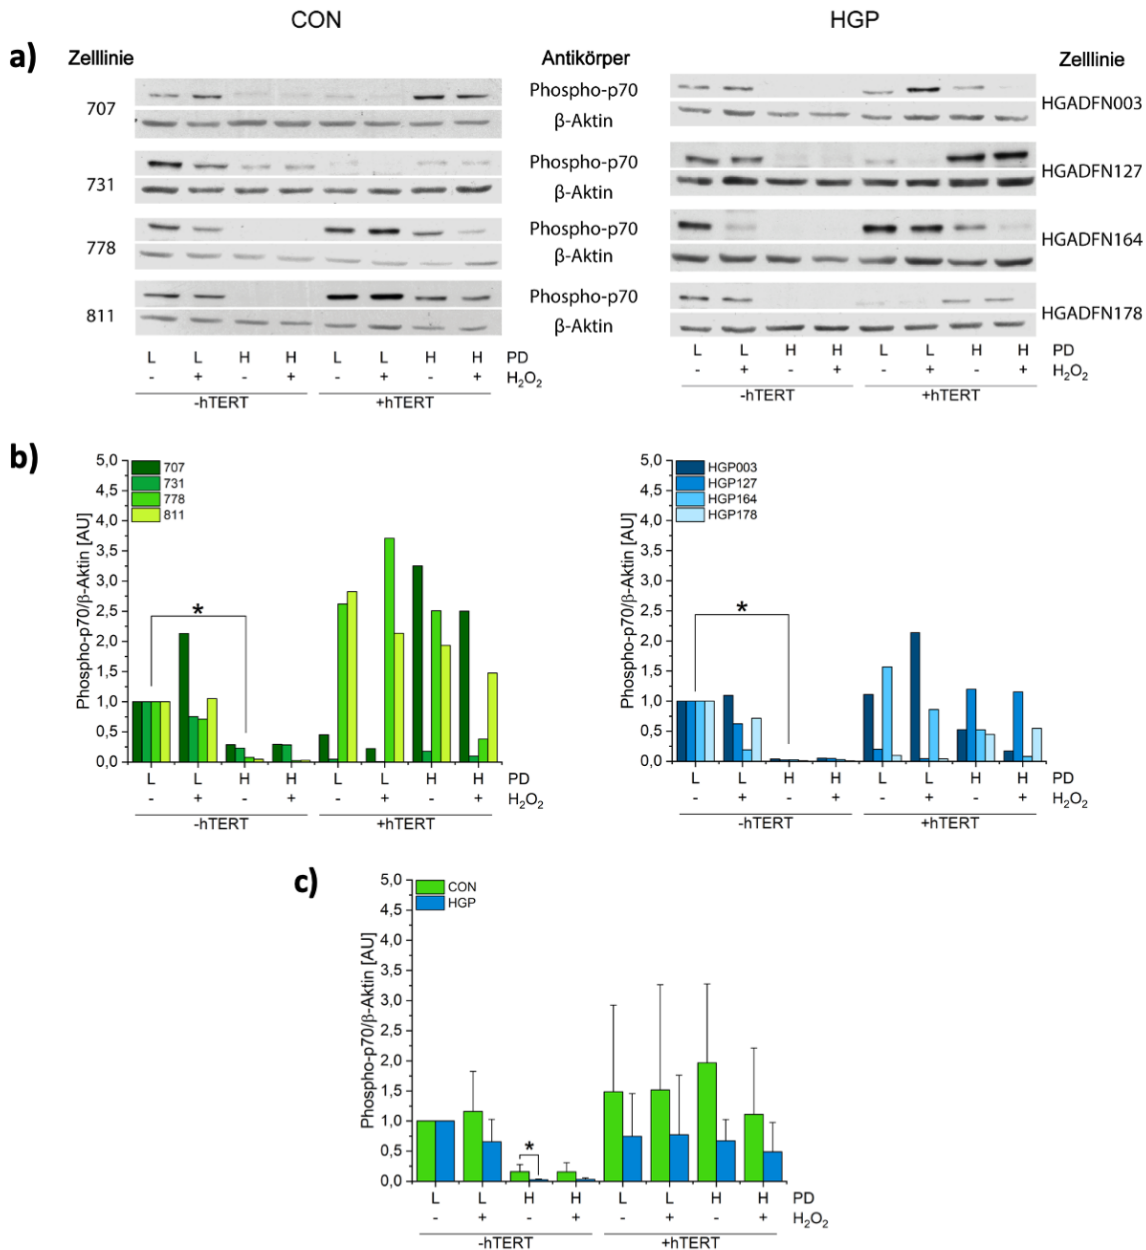 CON HGP
a) Zelllinie Antikörper Zelllinie
707 Phospho-p70 HGADFN003
β-Aktin
731 Phospho-p70 HGADFN127
β-Aktin
778 Phospho-p70 HGADFN164
β-Aktin
811 Phospho-p70 HGADFN178
β-Aktin
L L H H L L H H PD
- + - + - + - + H₂O₂
-hTERT +hTERT
L L H H L L H H PD
- + - + - + - + H₂O₂
-hTERT +hTERT
b)
Phospho-p70/β-Aktin [AU]
5,0
4,5
4,0
3,5
3,0
2,5
2,0
1,5
1,0
0,5
0,0
707
731
778
811
*
L L H H L L H H PD
- + - + - + - + H₂O₂
-hTERT +hTERT
Phospho-p70/β-Aktin [AU]
5,0
4,5
4,0
3,5
3,0
2,5
2,0
1,5
1,0
0,5
0,0
HGP003
HGP127
HGP164
HGP178
*
L L H H L L H H PD
- + - + - + - + H₂O₂
-hTERT +hTERT
c)
Phospho-p70/β-Aktin [AU]
5,0
4,5
4,0
3,5
3,0
2,5
2,0
1,5
1,0
0,5
0,0
CON
HGP
*
L L H H L L H H PD
- + - + - + - + H₂O₂
-hTERT +hTERT